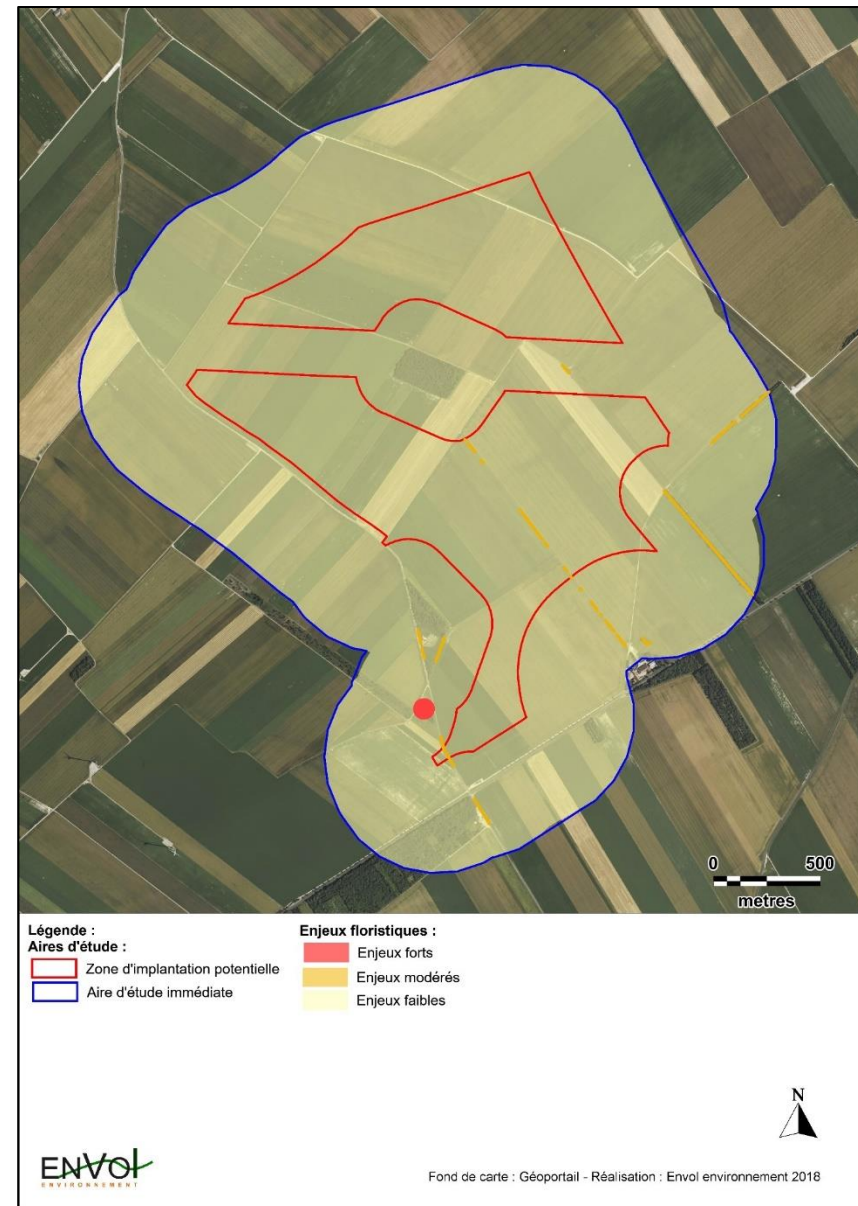 0 500
metres
Légende :
Aires d'étude :
Zone d'implantation potentielle
Aire d'étude immédiate
Enjeux floristiques :
Enjeux forts
Enjeux modérés
Enjeux faibles
N
ENVOl
ENVIRONNEMENT
Fond de carte : Géoportail - Réalisation : Envol environnement 2018